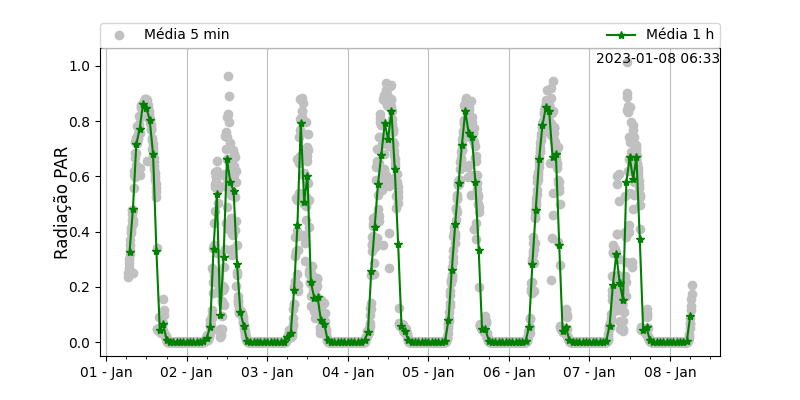 Média 5 min
Média 1 h
2023-01-08 06:33
Radiação PAR
1.0
0.8
0.6
0.4
0.2
0.0
01 - Jan
02 - Jan
03 - Jan
04 - Jan
05 - Jan
06 - Jan
07 - Jan
08 - Jan